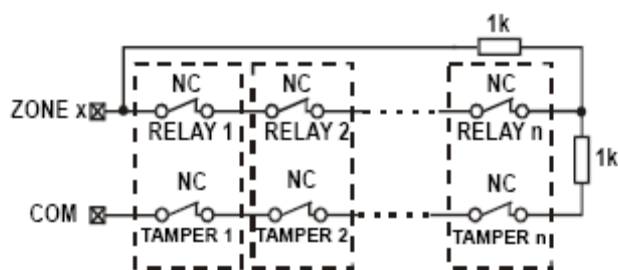 1k
NC NC NC
ZONE x
RELAY 1 RELAY 2 RELAY n
1k
NC NC NC
COM
TAMPER 1 TAMPER 2 TAMPER n